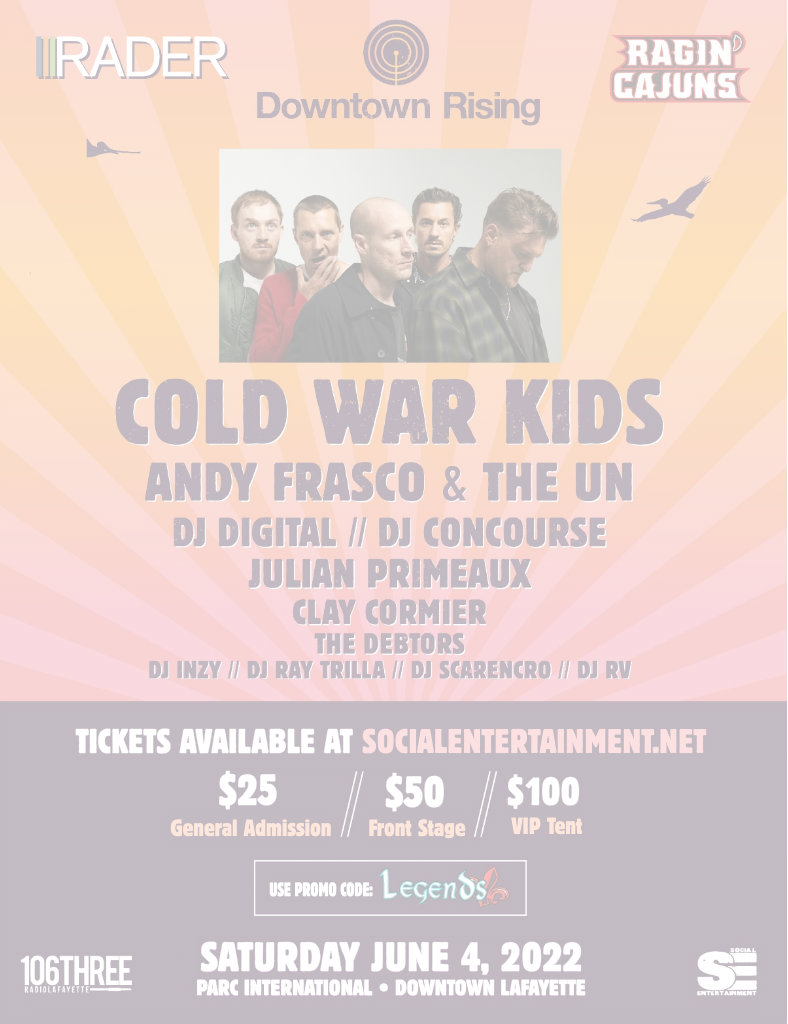 RADER
RAGIN'
CAJUNS
Downtown Rising
COLD WAR KIDS
ANDY FRASCO & THE UN
DJ DIGITAL // DJ CONCOURSE
JULIAN PRIMEAUX
CLAY CORMIER
THE DEBTORS
DJ INZY // DJ RAY TRILLA // DJ SCARENCRO // DJ RV
TICKETS AVAILABLE AT SOCIALENTERTAINMENT.NET
$25 // $50 // $100
General Admission Front Stage VIP Tent
USE PROMO CODE: Legends
SATURDAY JUNE 4, 2022
PARC INTERNATIONAL • DOWNTOWN LAFAYETTE
106THREE
RADIOLAFAYETTE
SOCIAL
SE
ENTERTAINMENT